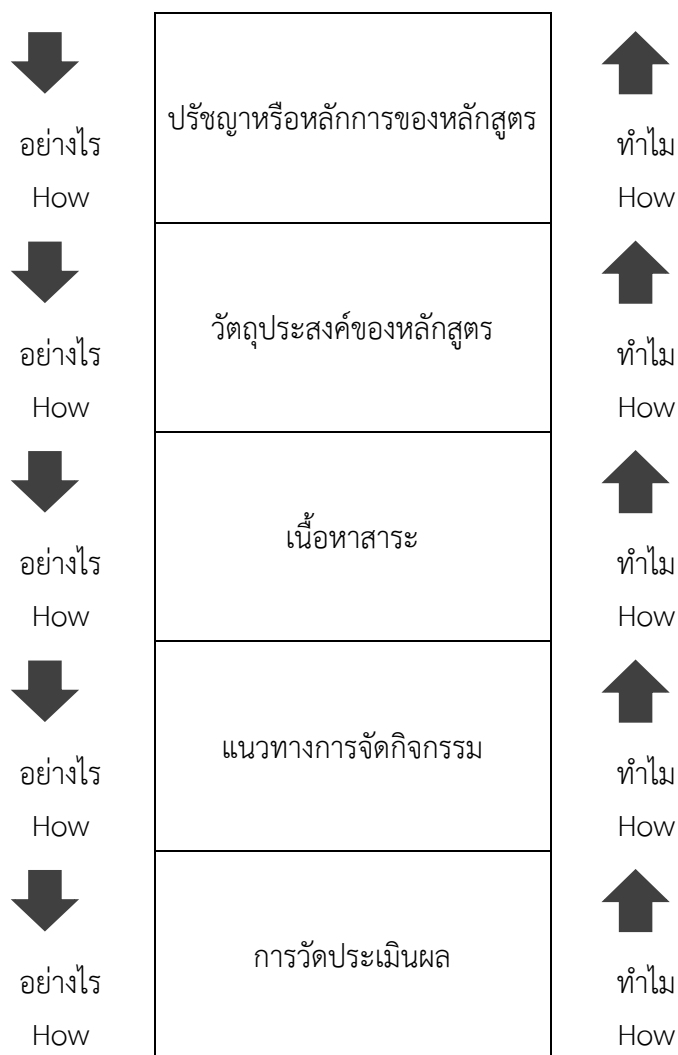 ปรัชญาหรือหลักการของหลักสูตร
อย่างไร
How
ทำไม
How
วัตถุประสงค์ของหลักสูตร
อย่างไร
How
ทำไม
How
เนื้อหาสาระ
อย่างไร
How
ทำไม
How
แนวทางการจัดกิจกรรม
อย่างไร
How
ทำไม
How
การวัดประเมินผล
อย่างไร
How
ทำไม
How